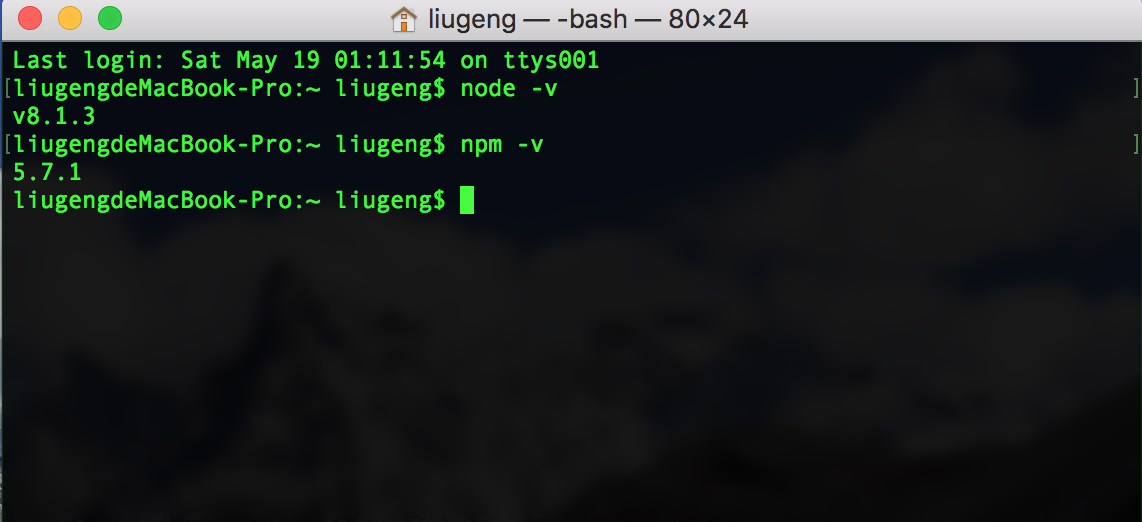 liugeng — -bash — 80×24
Last login: Sat May 19 01:11:54 on ttys001
[liugengdeMacBook-Pro:~ liugeng$ node -v ]
v8.1.3
[liugengdeMacBook-Pro:~ liugeng$ npm -v ]
5.7.1
liugengdeMacBook-Pro:~ liugeng$